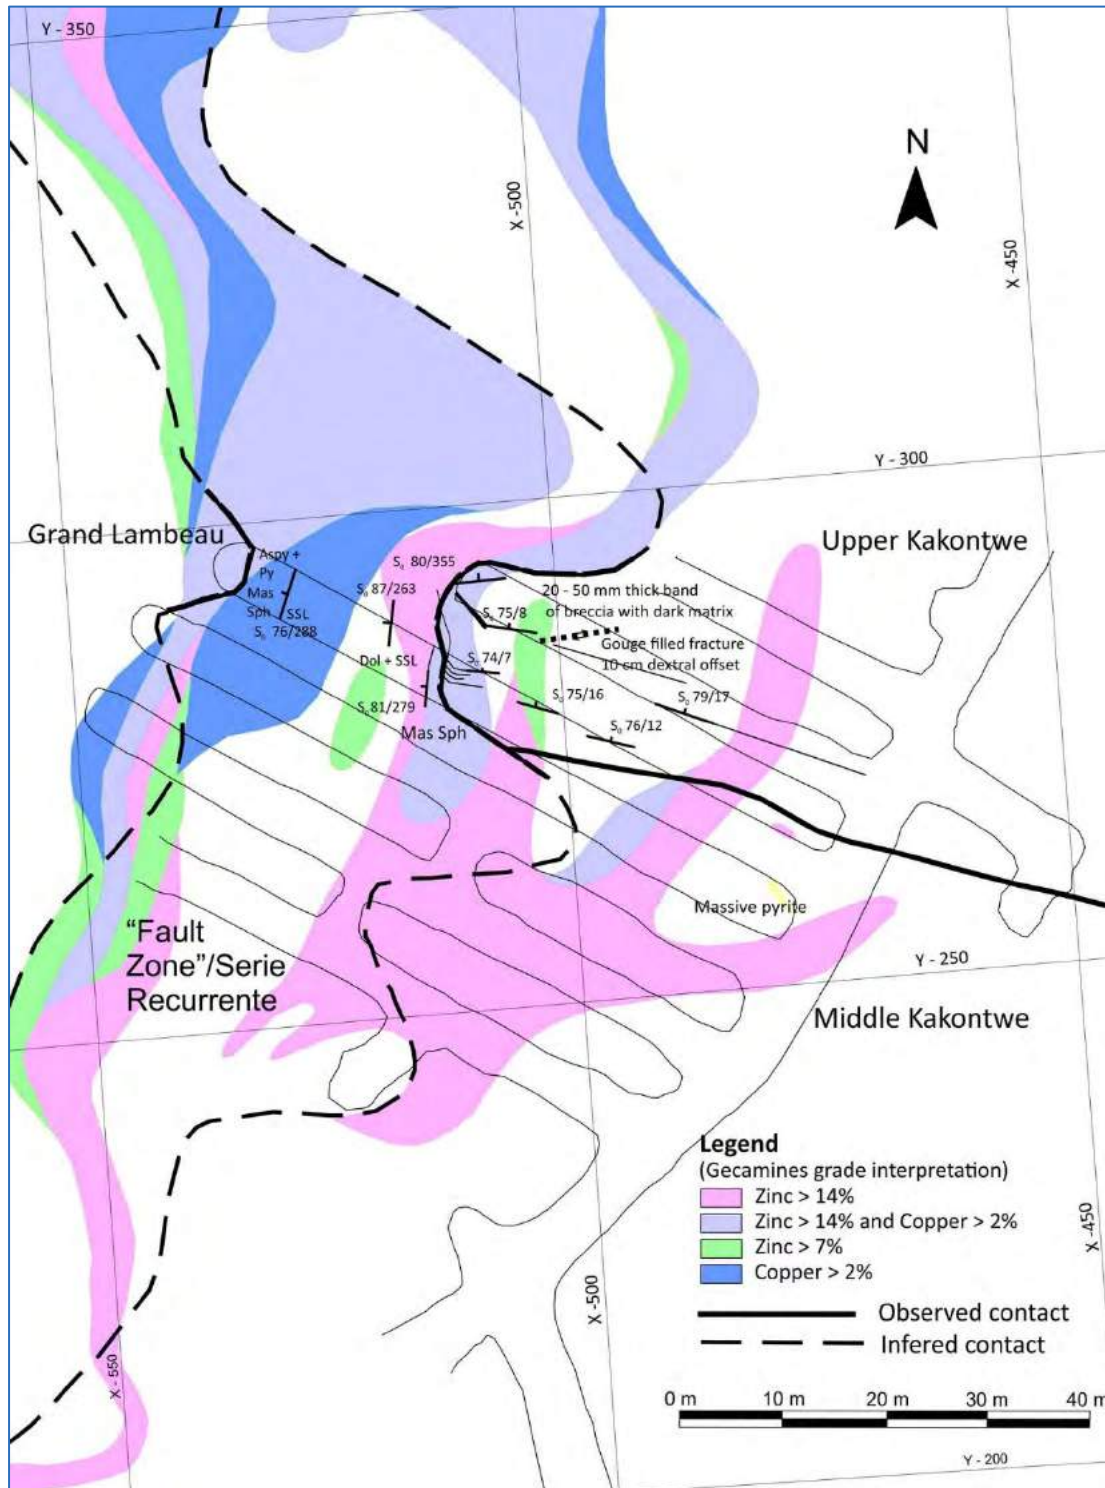 Y - 350
N
X -500
X -450
Y - 300
Grand Lambeau
Upper Kakontwe
Aspy +
Py
Mas
Sph
SSL
S₀ 76/288
S₀ 87/263
S₀ 80/355
20 - 50 mm thick band
of breccia with dark matrix
S₀ 75/8
Gouge filled fracture
10 cm dextral offset
Dol + SSL
S₀ 74/7
S₀ 75/16
S₀ 79/17
S₀ 81/279
Mas Sph
S₀ 76/12
Massive pyrite
"Fault
Zone"/Serie
Recurrente
Y - 250
Middle Kakontwe
Legend
(Gecamines grade interpretation)
Zinc > 14%
Zinc > 14% and Copper > 2%
Zinc > 7%
Copper > 2%
X -450
X -500
Observed contact
Infered contact
X - 550
0 m 10 m 20 m 30 m 40 m
Y - 200